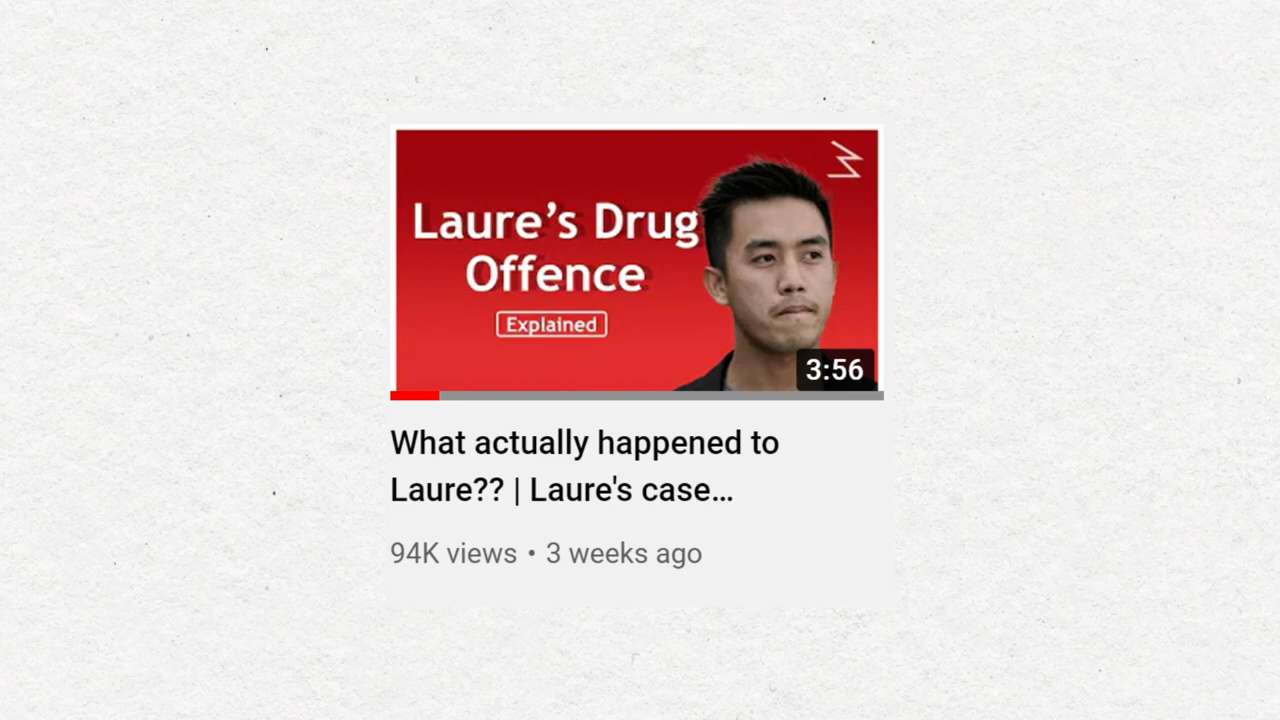 Laure's Drug
Offence
Explained
3:56
What actually happened to
Laure?? | Laure's case...
94K views • 3 weeks ago